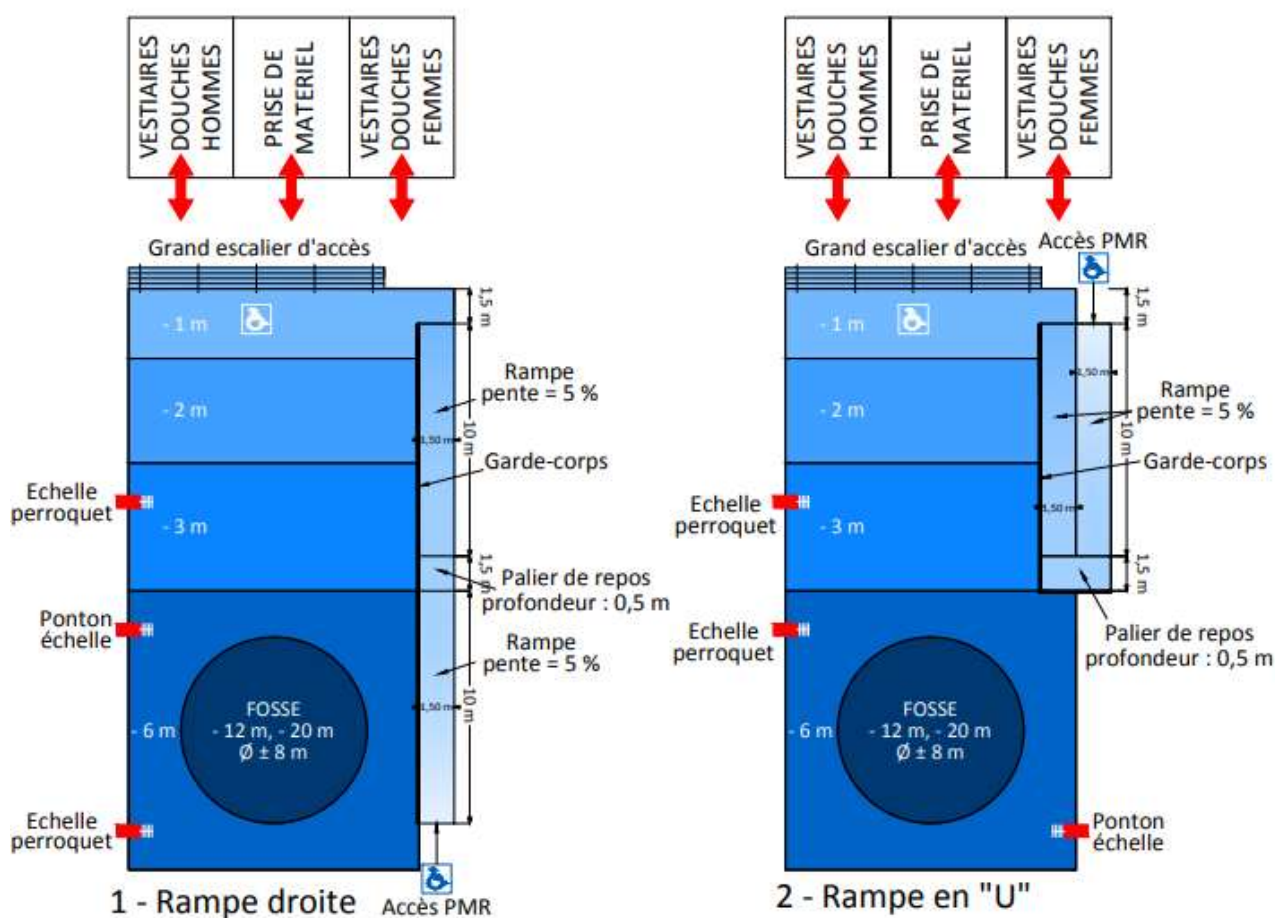 VESTIAIRES
DOUCHES
HOMMES
PRISE DE
MATERIEL
VESTIAIRES
DOUCHES
FEMMES
Grand escalier d'accès
1,5 m
- 1 m
Rampe
pente = 5 %
- 2 m
1,50 m
10 m
Garde-corps
Echelle
perroquet
- 3 m
1,5 m
Palier de repos
profondeur : 0,5 m
Ponton
échelle
Rampe
pente = 5 %
FOSSE
- 12 m, - 20 m
Ø ± 8 m
- 6 m
1,50 m
10 m
Echelle
perroquet
1 - Rampe droite
Accès PMR
VESTIAIRES
DOUCHES
HOMMES
PRISE DE
MATERIEL
VESTIAIRES
DOUCHES
FEMMES
Grand escalier d'accès
Accès PMR
1,5 m
- 1 m
1,50 m
Rampe
pente = 5 %
- 2 m
10 m
Garde-corps
Echelle
perroquet
- 3 m
1,50 m
1,5 m
Echelle
perroquet
Palier de repos
profondeur : 0,5 m
FOSSE
- 12 m, - 20 m
Ø ± 8 m
- 6 m
Ponton
échelle
2 - Rampe en "U"